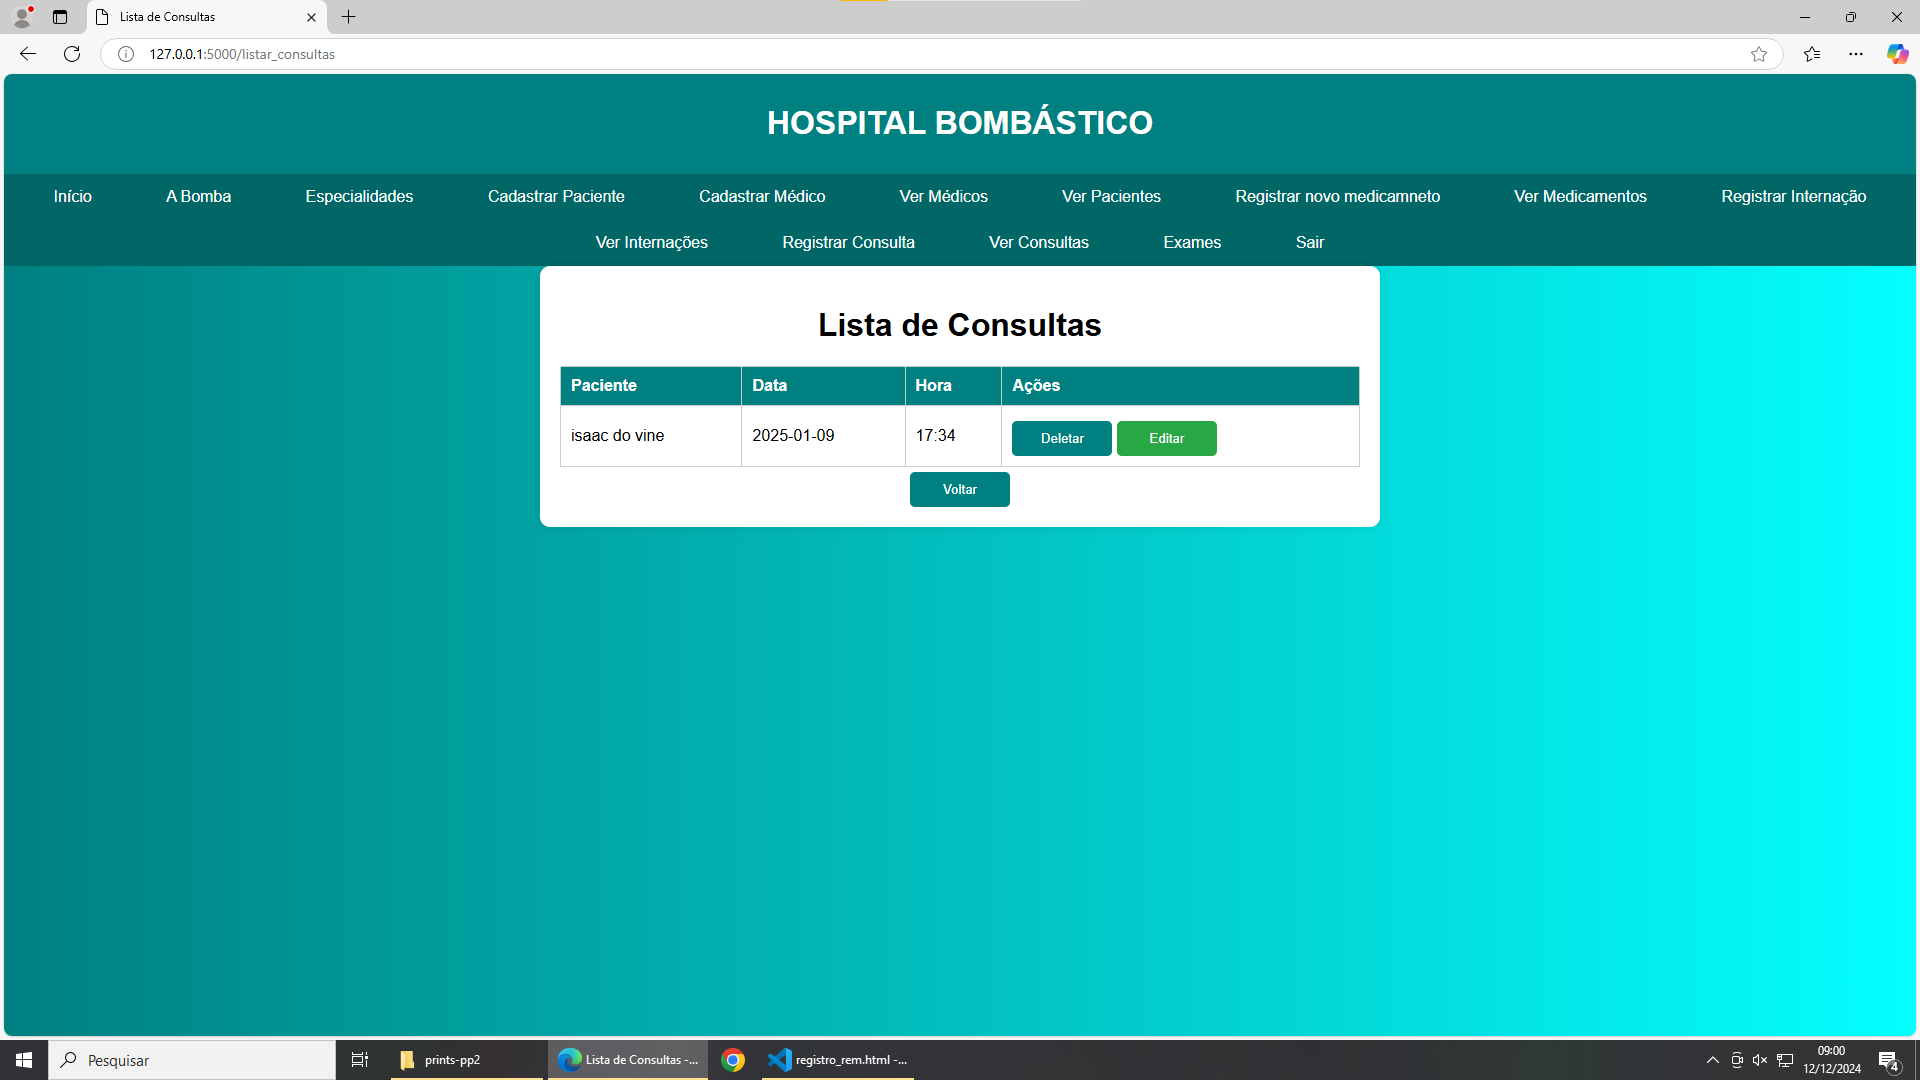 Lista de Consultas
127.0.0.1:5000/listar_consultas
HOSPITAL BOMBÁSTICO
Início A Bomba Especialidades Cadastrar Paciente Cadastrar Médico Ver Médicos Ver Pacientes Registrar novo medicamneto Ver Medicamentos Registrar Internação
Ver Internações Registrar Consulta Ver Consultas Exames Sair
Lista de Consultas
Paciente Data Hora Ações
isaac do vine 2025-01-09 17:34 Deletar Editar
Voltar
Pesquisar prints-pp2 Lista de Consultas -... registro_rem.html -... 09:00
12/12/2024 4